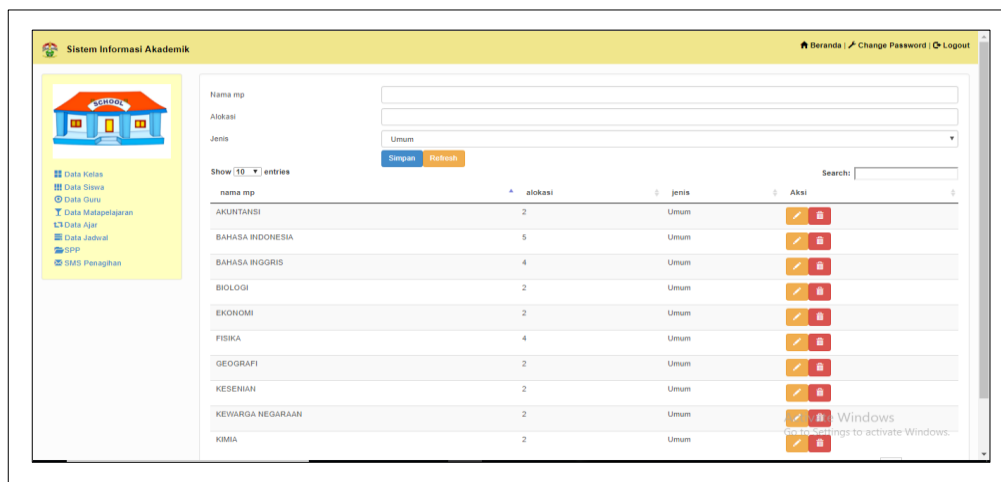 Sistem Informasi Akademik
Beranda | Change Password | Logout
SCHOOL
Data Kelas
Data Siswa
Data Guru
Data Matapelajaran
Data Ajar
Data Jadwal
SPP
SMS Penagihan
Nama mp
Alokasi
Jenis Umum
Simpan Refresh
Show 10 entries Search:
nama mp alokasi jenis Aksi
AKUNTANSI 2 Umum
BAHASA INDONESIA 5 Umum
BAHASA INGGRIS 4 Umum
BIOLOGI 2 Umum
EKONOMI 2 Umum
FISIKA 4 Umum
GEOGRAFI 2 Umum
KESENIAN 2 Umum
KEWARGA NEGARAAN 2 Umum
KIMIA 2 Umum
Activate Windows
Go to Settings to activate Windows.